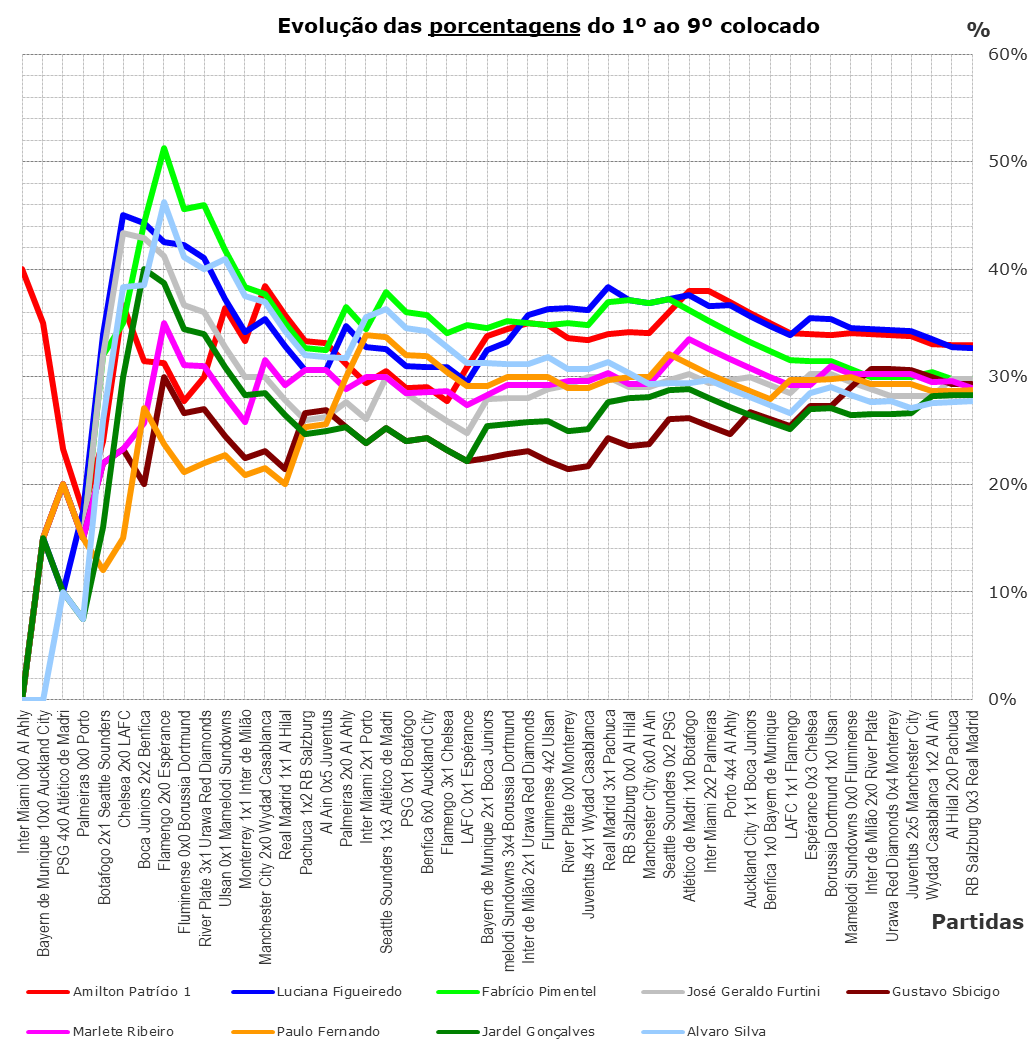 Evolução das porcentagens do 1º ao 9º colocado
%
60%
50%
40%
30%
20%
10%
0%
Inter Miami 0x0 Al Ahly
Bayern de Munique 10x0 Auckland City
PSG 4x0 Atlético de Madri
Palmeiras 0x0 Porto
Botafogo 2x1 Seattle Sounders
Chelsea 2x0 LAFC
Boca Juniors 2x2 Benfica
Flamengo 2x0 Espérance
Fluminense 0x0 Borussia Dortmund
River Plate 3x1 Urawa Red Diamonds
Ulsan 0x1 Mamelodi Sundowns
Monterrey 1x1 Inter de Milão
Manchester City 2x0 Wydad Casablanca
Real Madrid 1x1 Al Hilal
Pachuca 1x2 RB Salzburg
Al Ain 0x5 Juventus
Palmeiras 2x0 Al Ahly
Inter Miami 2x1 Porto
Seattle Sounders 1x3 Atlético de Madri
PSG 0x1 Botafogo
Benfica 6x0 Auckland City
Flamengo 3x1 Chelsea
LAFC 0x1 Espérance
Bayern de Munique 2x1 Boca Juniors
melodi Sundowns 3x4 Borussia Dortmund
Inter de Milão 2x1 Urawa Red Diamonds
Fluminense 4x2 Ulsan
River Plate 0x0 Monterrey
Juventus 4x1 Wydad Casablanca
Real Madrid 3x1 Pachuca
RB Salzburg 0x0 Al Hilal
Manchester City 6x0 Al Ain
Seattle Sounders 0x2 PSG
Atlético de Madri 1x0 Botafogo
Inter Miami 2x2 Palmeiras
Porto 4x4 Al Ahly
Auckland City 1x1 Boca Juniors
Benfica 1x0 Bayern de Munique
LAFC 1x1 Flamengo
Espérance 0x3 Chelsea
Borussia Dortmund 1x0 Ulsan
Mamelodi Sundowns 0x0 Fluminense
Inter de Milão 2x0 River Plate
Urawa Red Diamonds 0x4 Monterrey
Juventus 2x5 Manchester City
Wydad Casablanca 1x2 Al Ain
Al Hilal 2x0 Pachuca
RB Salzburg 0x3 Real Madrid
Partidas
Amilton Patrício 1
Luciana Figueiredo
Fabrício Pimentel
José Geraldo Furtini
Gustavo Sbicigo
Marlete Ribeiro
Paulo Fernando
Jardel Gonçalves
Alvaro Silva